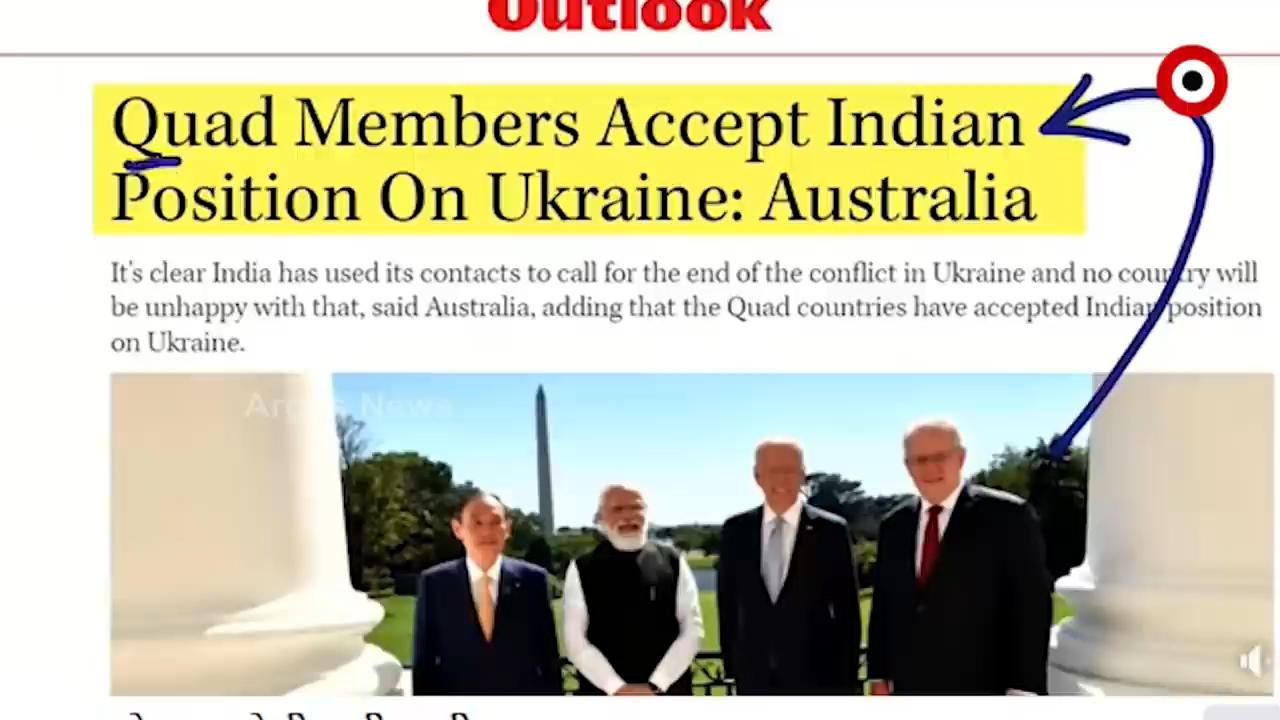 Outlook
Quad Members Accept Indian
Position On Ukraine: Australia
It's clear India has used its contacts to call for the end of the conflict in Ukraine and no country will
be unhappy with that, said Australia, adding that the Quad countries have accepted Indian position
on Ukraine.
News